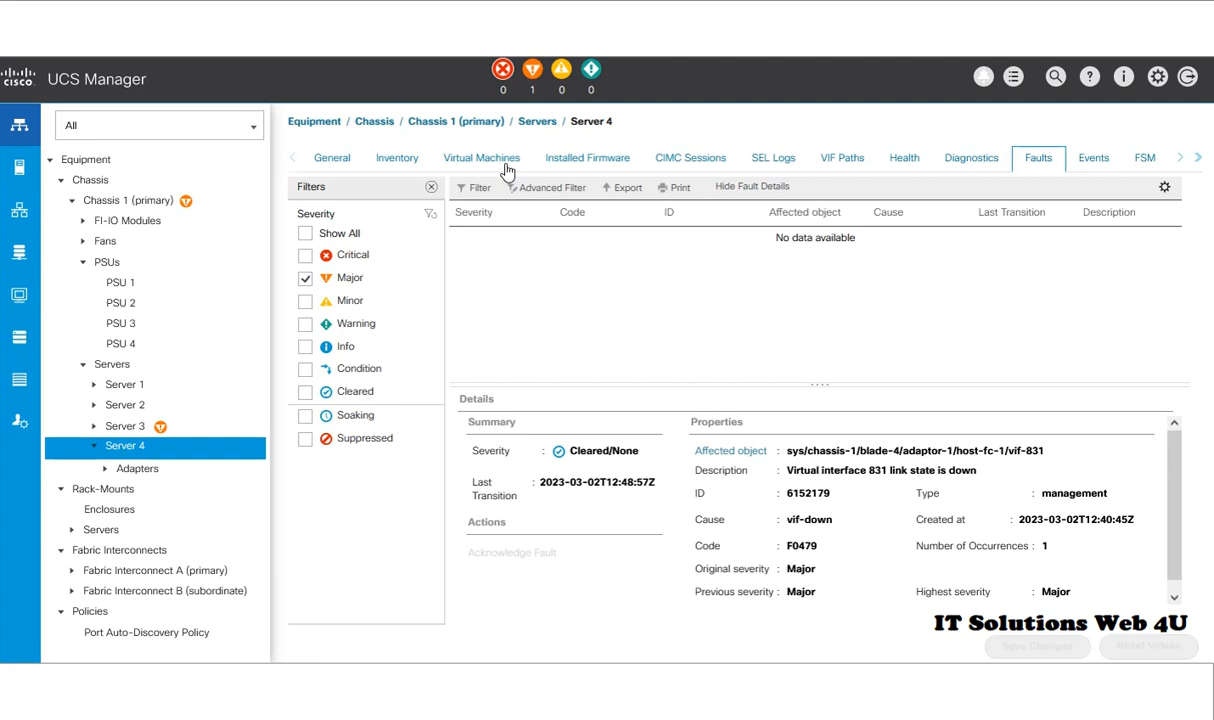 CISCO UCS Manager
0 1 0 0
All
Equipment / Chassis / Chassis 1 (primary) / Servers / Server 4
General Inventory Virtual Machines Installed Firmware CIMC Sessions SEL Logs VIF Paths Health Diagnostics Faults Events FSM
Equipment
Chassis
Chassis 1 (primary)
FI-IO Modules
Fans
PSUs
PSU 1
PSU 2
PSU 3
PSU 4
Servers
Server 1
Server 2
Server 3
Server 4
Adapters
Rack-Mounts
Enclosures
Servers
Fabric Interconnects
Fabric Interconnect A (primary)
Fabric Interconnect B (subordinate)
Policies
Port Auto-Discovery Policy
Filters
Severity
Show All
Critical
Major
Minor
Warning
Info
Condition
Cleared
Soaking
Suppressed
Filter Advanced Filter Export Print Hide Fault Details
Severity Code ID Affected object Cause Last Transition Description
No data available
Details
Summary
Severity : Cleared/None
Last Transition : 2023-03-02T12:48:57Z
Actions
Acknowledge Fault
Properties
Affected object : sys/chassis-1/blade-4/adaptor-1/host-fc-1/vif-831
Description : Virtual interface 831 link state is down
ID : 6152179 Type : management
Cause : vif-down Created at : 2023-03-02T12:40:45Z
Code : F0479 Number of Occurrences : 1
Original severity : Major
Previous severity : Major Highest severity : Major
IT Solutions Web 4U
Save Changes Reset Values